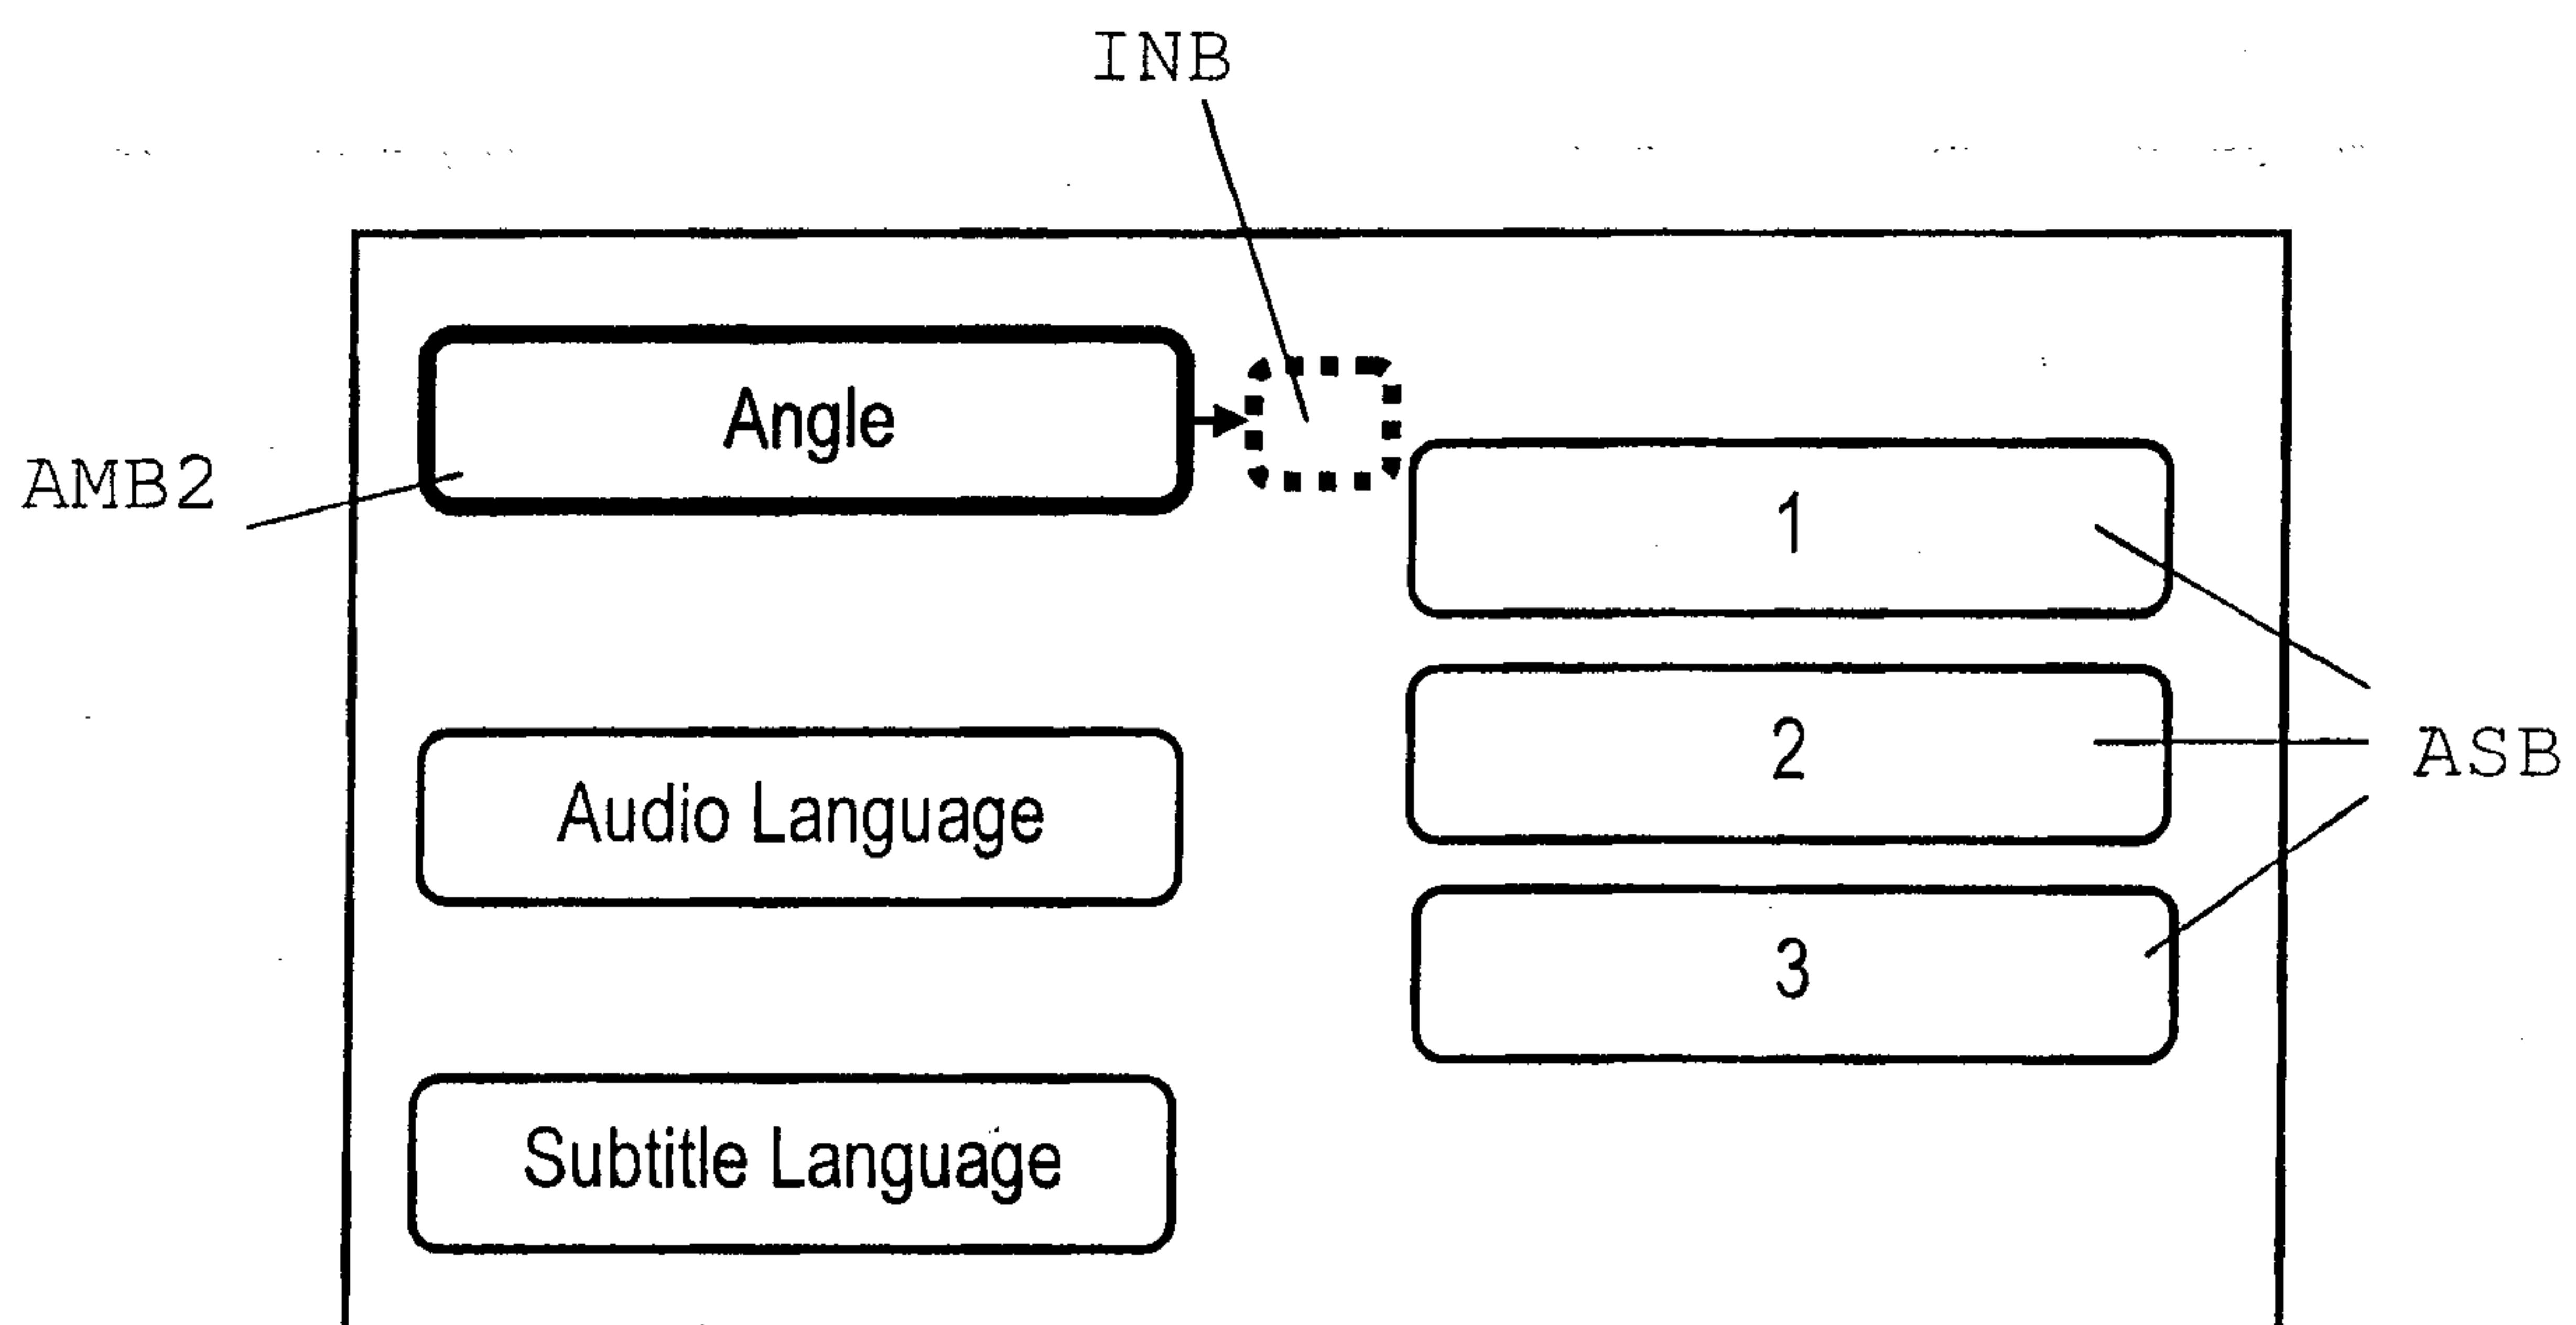 INB
Angle
AMB2
1
2
ASB
Audio Language
3
Subtitle Language